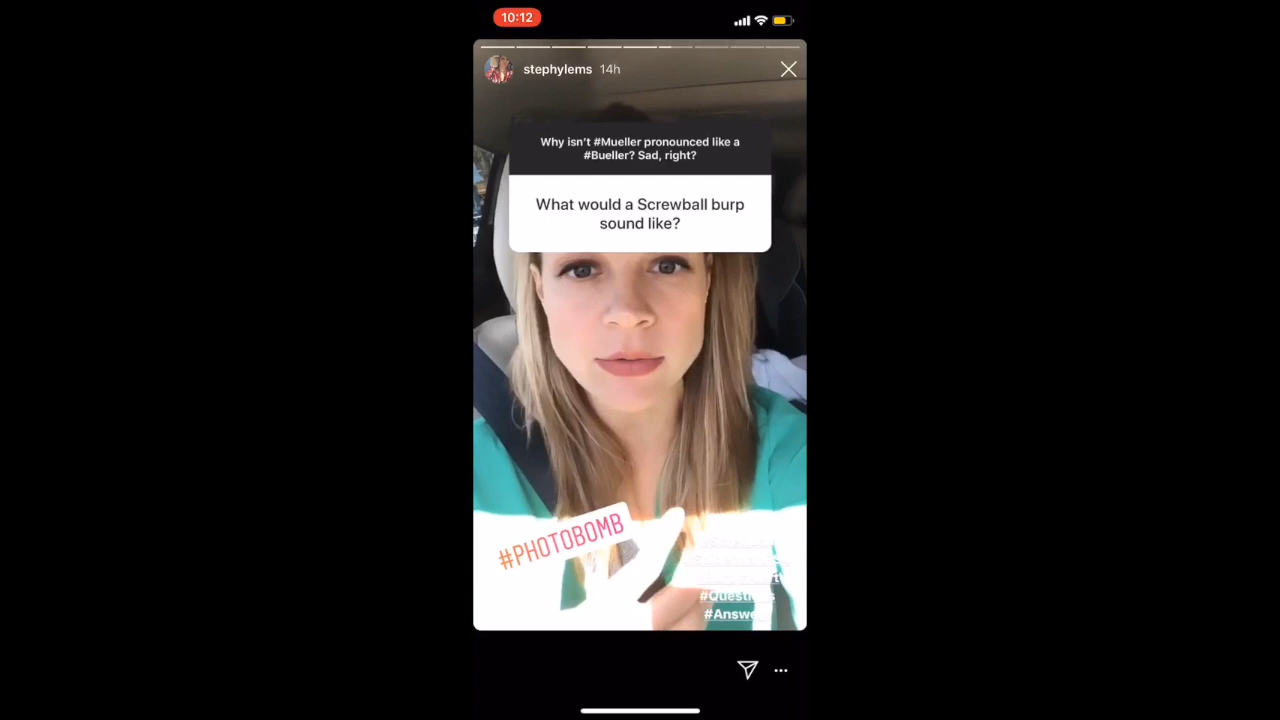 10:12
stephylems 14h
Why isn't #Mueller pronounced like a
#Bueller? Sad, right?
What would a Screwball burp
sound like?
#PHOTOBOMB
#Questions